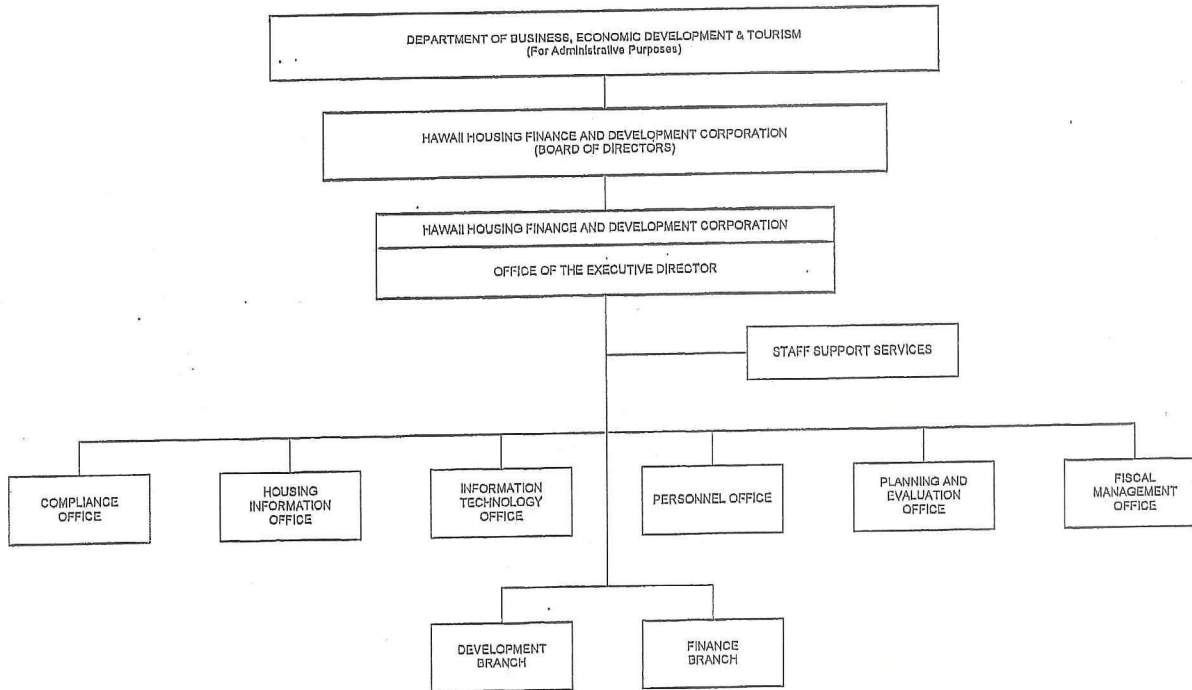 DEPARTMENT OF BUSINESS, ECONOMIC DEVELOPMENT & TOURISM
(For Administrative Purposes)
HAWAII HOUSING FINANCE AND DEVELOPMENT CORPORATION
(BOARD OF DIRECTORS)
HAWAII HOUSING FINANCE AND DEVELOPMENT CORPORATION
OFFICE OF THE EXECUTIVE DIRECTOR
STAFF SUPPORT SERVICES
COMPLIANCE
OFFICE
HOUSING
INFORMATION
OFFICE
INFORMATION
TECHNOLOGY
OFFICE
PERSONNEL OFFICE
PLANNING AND
EVALUATION
OFFICE
FISCAL
MANAGEMENT
OFFICE
DEVELOPMENT
BRANCH
FINANCE
BRANCH